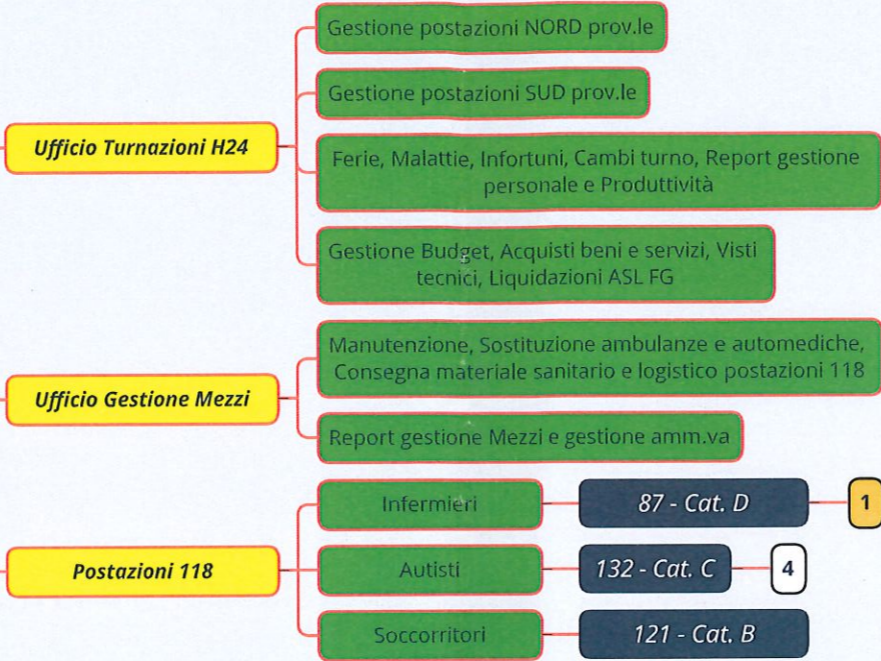 Ufficio Turnazioni H24
Gestione postazioni NORD prov.le
Gestione postazioni SUD prov.le
Ferie, Malattie, Infortuni, Cambi turno, Report gestione
personale e Produttività
Gestione Budget, Acquisti beni e servizi, Visti
tecnici, Liquidazioni ASL FG
Ufficio Gestione Mezzi
Manutenzione, Sostituzione ambulanze e automediche,
Consegna materiale sanitario e logistico postazioni 118
Report gestione Mezzi e gestione amm.va
Postazioni 118
Infermieri
87 - Cat. D
1
Autisti
132 - Cat. C
4
Soccorritori
121 - Cat. B